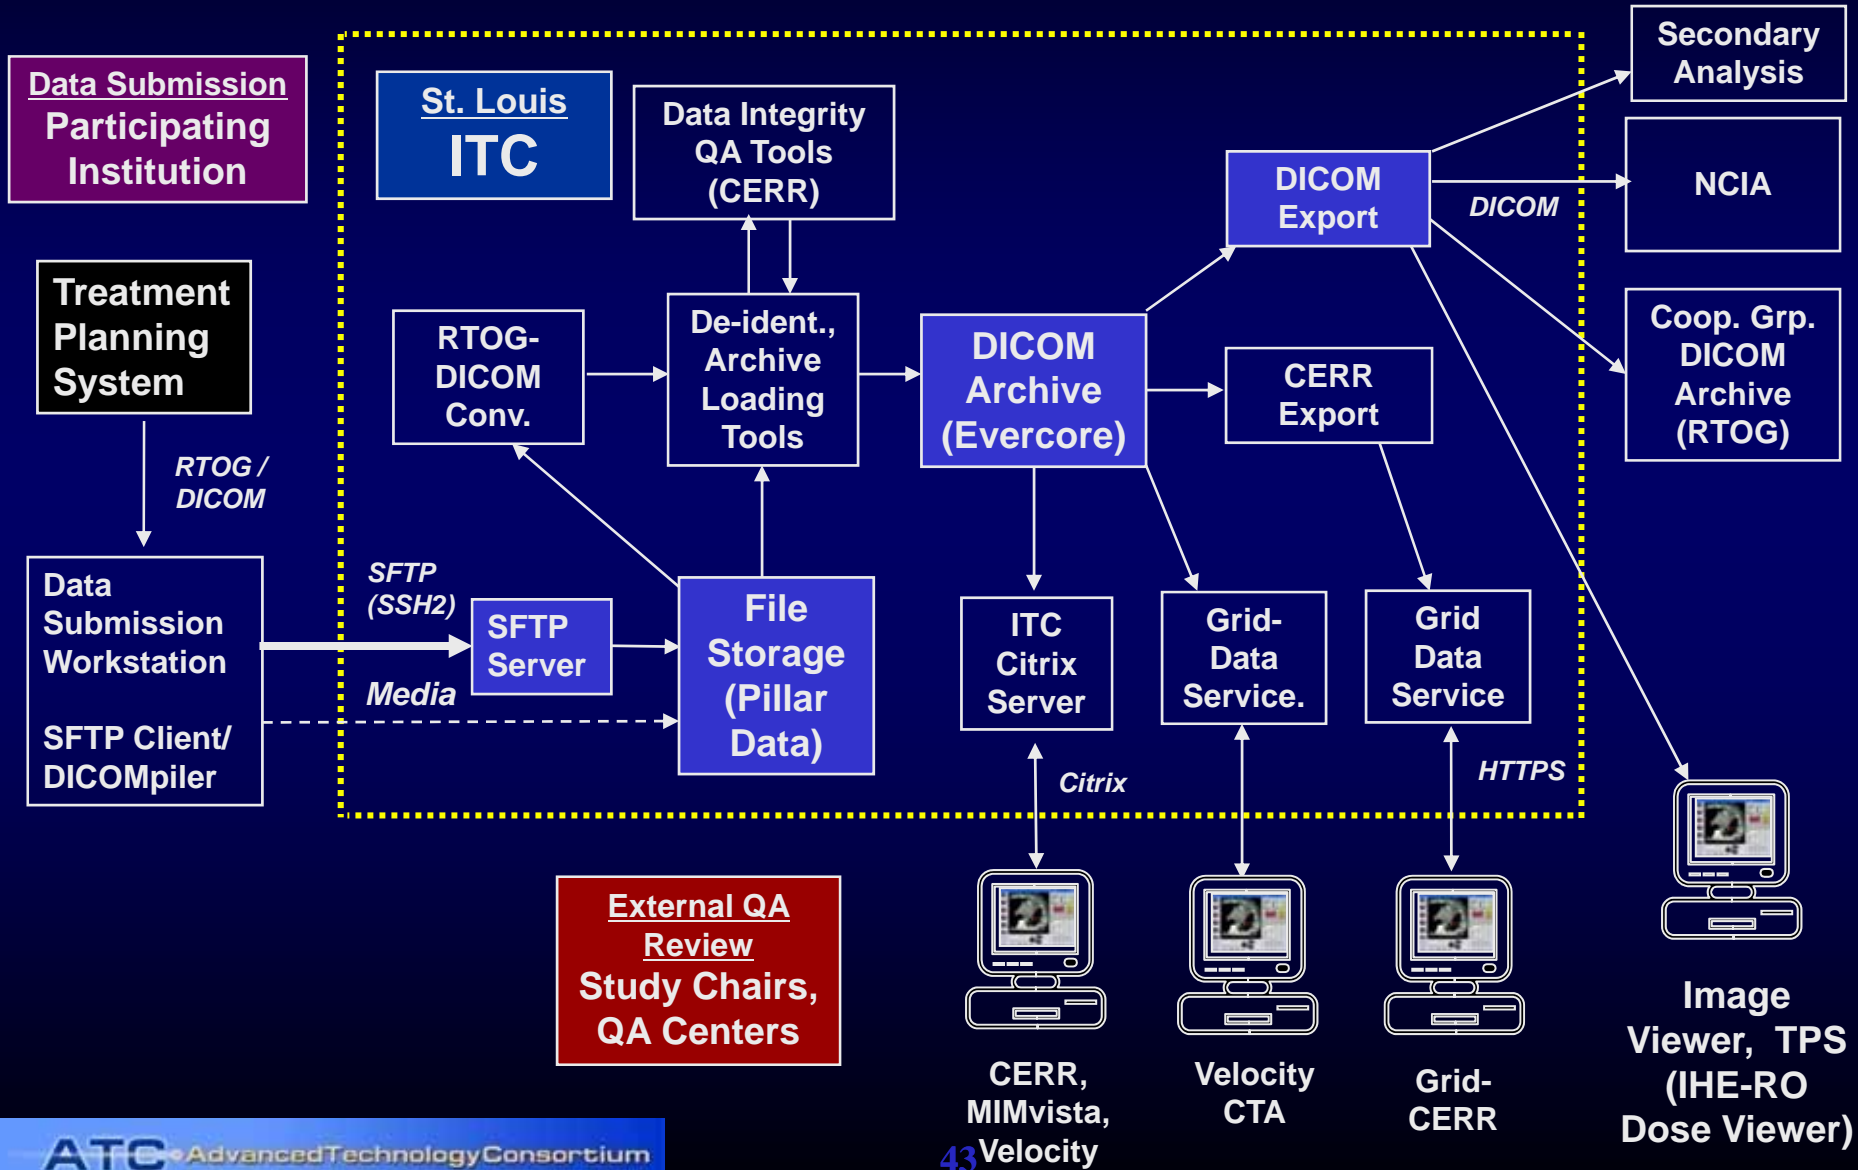 Data Submission
Participating
Institution
St. Louis
ITC
Data Integrity
QA Tools
(CERR)
DICOM
Export
DICOM
Secondary
Analysis
NCIA
Coop. Grp.
DICOM
Archive
(RTOG)
Treatment
Planning
System
RTOG /
DICOM
RTOG-
DICOM
Conv.
De-ident.,
Archive
Loading
Tools
DICOM
Archive
(Evercore)
CERR
Export
Data
Submission
Workstation
SFTP Client/
DICOMpiler
SFTP
(SSH2)
Media
SFTP
Server
File
Storage
(Pillar
Data)
ITC
Citrix
Server
Grid-
Data
Service.
Grid
Data
Service
Citrix
HTTPS
External QA
Review
Study Chairs,
QA Centers
CERR,
MIMvista,
Velocity
Velocity
CTA
Grid-
CERR
Image
Viewer, TPS
(IHE-RO
Dose Viewer)
ATC AdvancedTechnologyConsortium
43